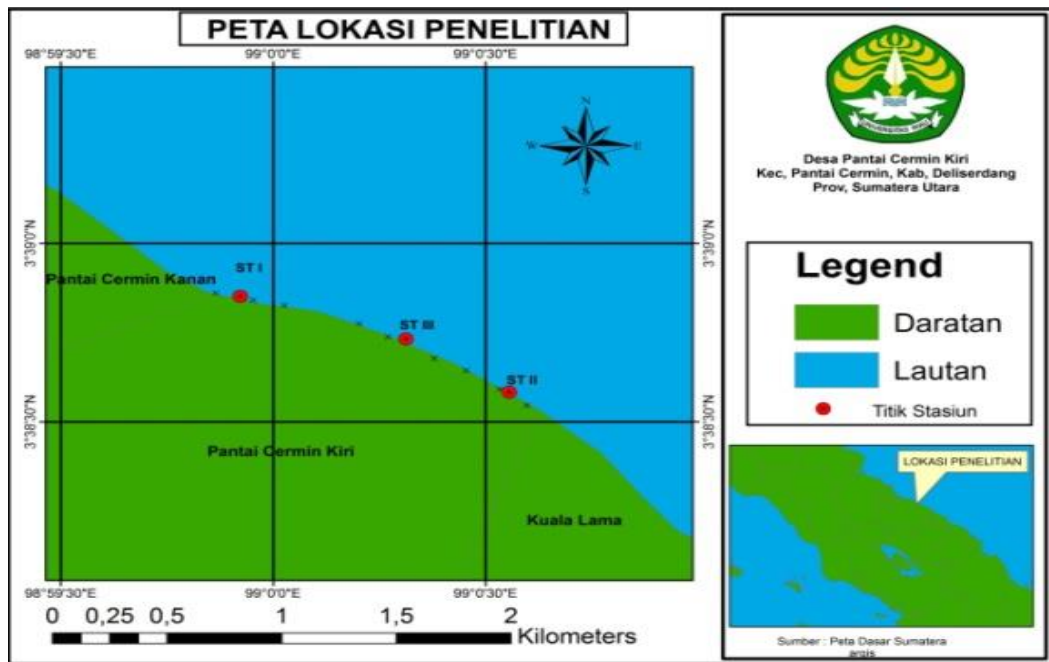 PETA LOKASI PENELITIAN
98°59'30"E
99°0'0"E
99°0'30"E
3°39'0"N
3°38'30"N
3°39'0"N
3°38'30"N
N
W
E
S
ST I
Pantai Cermin Kanan
ST III
ST II
Pantai Cermin Kiri
Kuala Lama
98°59'30"E
99°0'0"E
99°0'30"E
0 0,25 0,5 1 1,5 2
Kilometers
Desa Pantai Cermin Kiri
Kec, Pantai Cermin, Kab, Deliserdang
Prov, Sumatera Utara
Legend
Daratan
Lautan
Titik Stasiun
LOKASI PENELITIAN
Sumber : Peta Dasar Sumatera